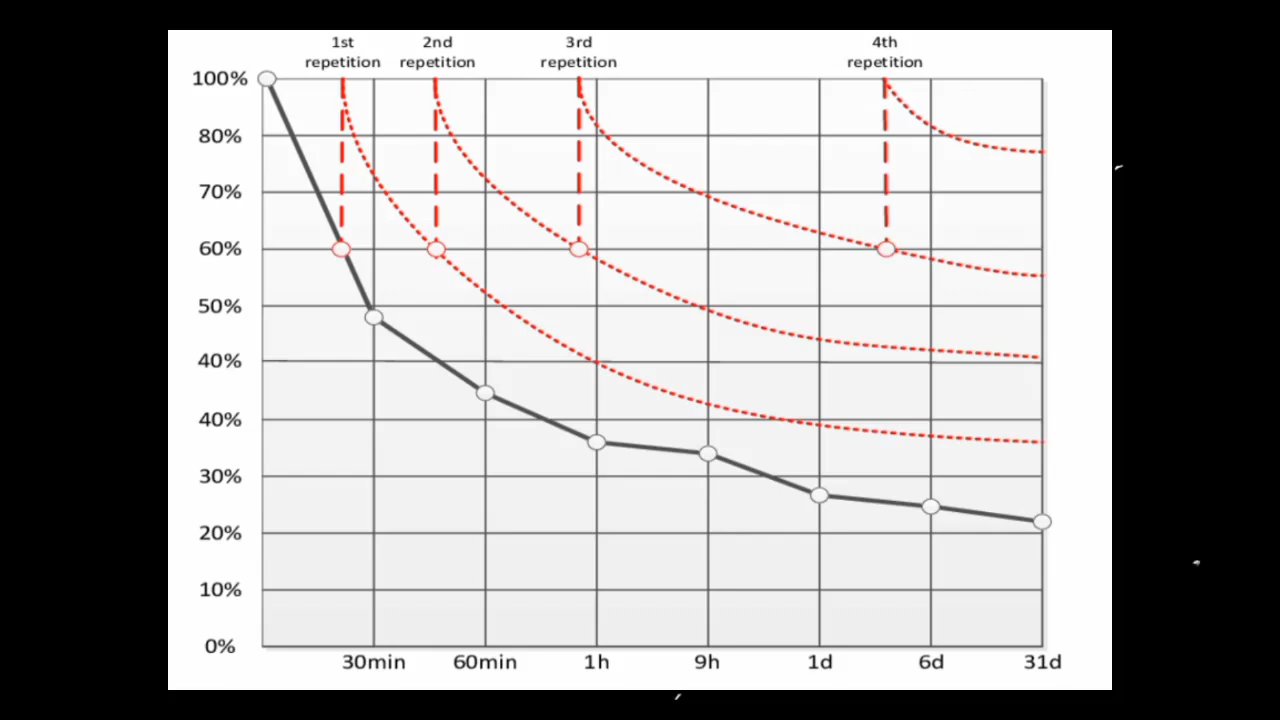 1st
repetition
2nd
repetition
3rd
repetition
4th
repetition
100%
80%
70%
60%
50%
40%
40%
30%
20%
10%
0%
30min
60min
1h
9h
1d
6d
31d